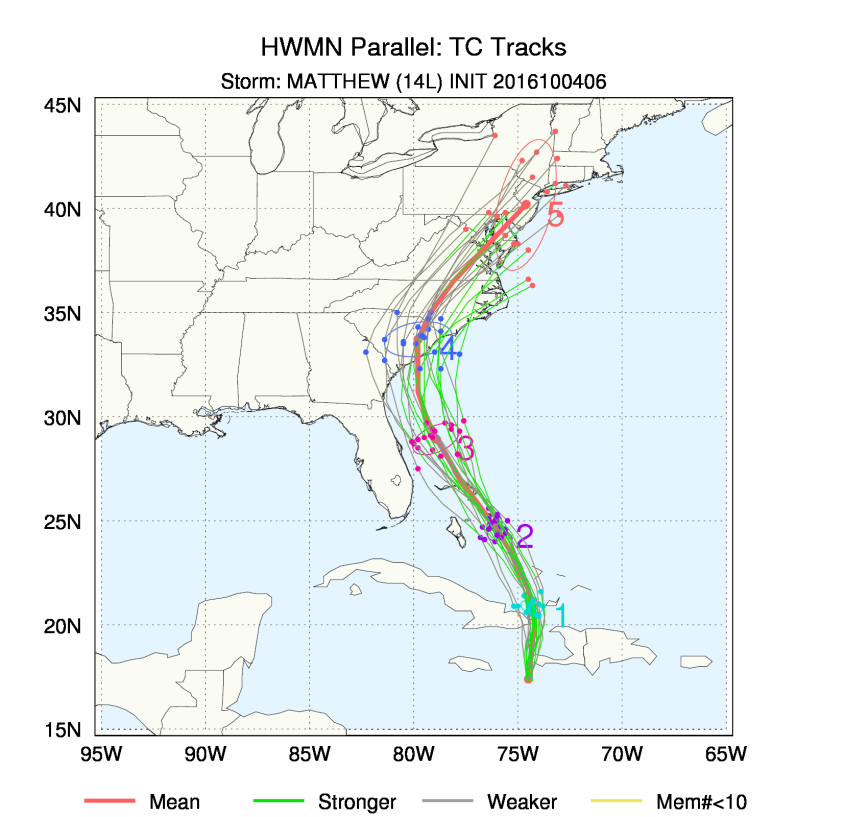 HWMN Parallel: TC Tracks
Storm: MATTHEW (14L) INIT 2016100406
45N
40N
5
35N
4
30N
3
25N
2
20N
1
15N
95W 90W 85W 80W 75W 70W 65W
Mean Stronger Weaker Mem#<10